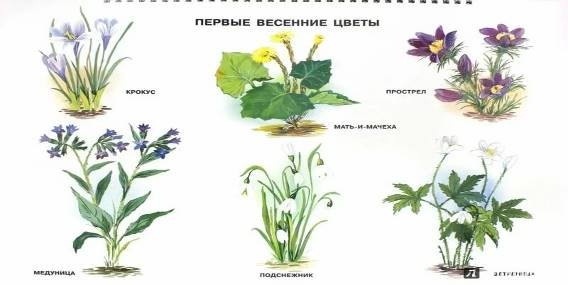 ПЕРВЫЕ ВЕСЕННИЕ ЦВЕТЫ
КРОКУС
МАТЬ-И-МАЧЕХА
ПРОСТРЕЛ
МЕДУНИЦА
ПОДСНЕЖНИК